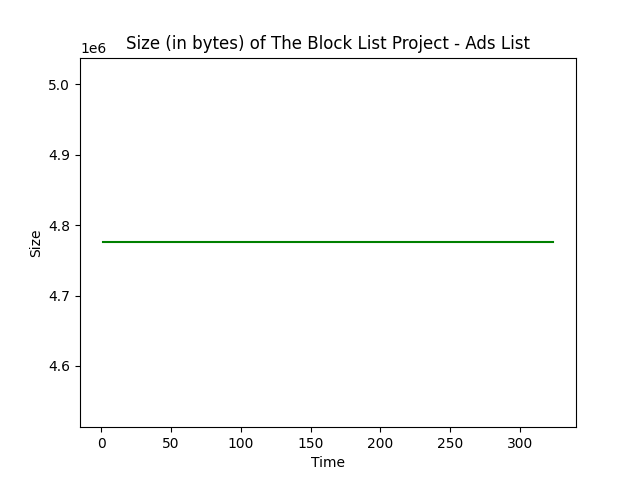 Size (in bytes) of The Block List Project - Ads List
1e6
5.0
4.9
4.8
4.7
4.6
Size
0 50 100 150 200 250 300
Time